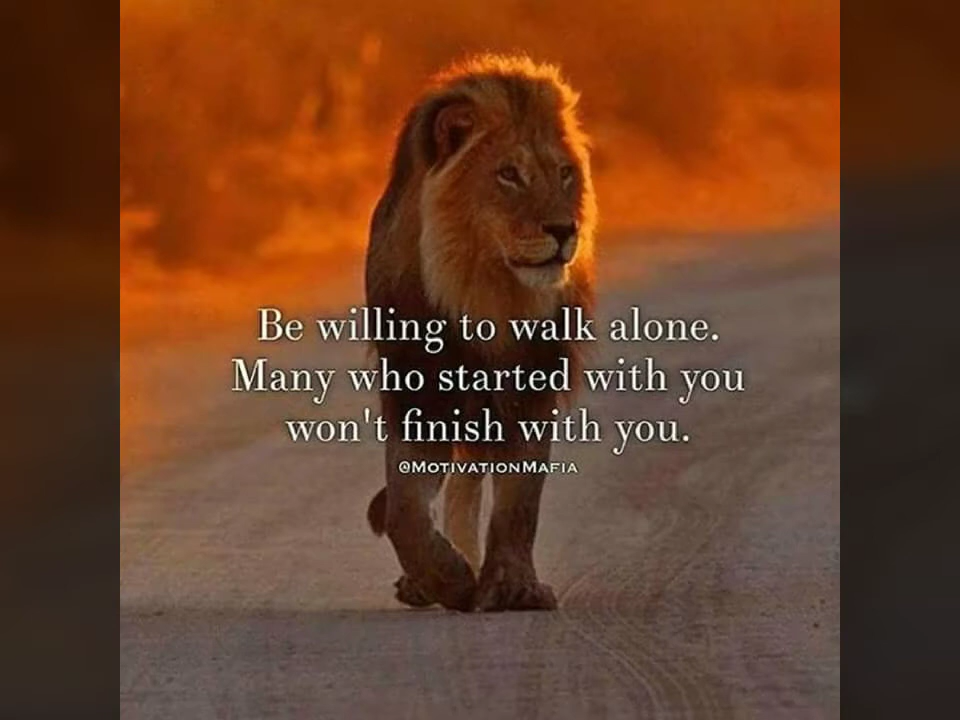 Be willing to walk alone.
Many who started with you
won't finish with you.
@MotivationMafia